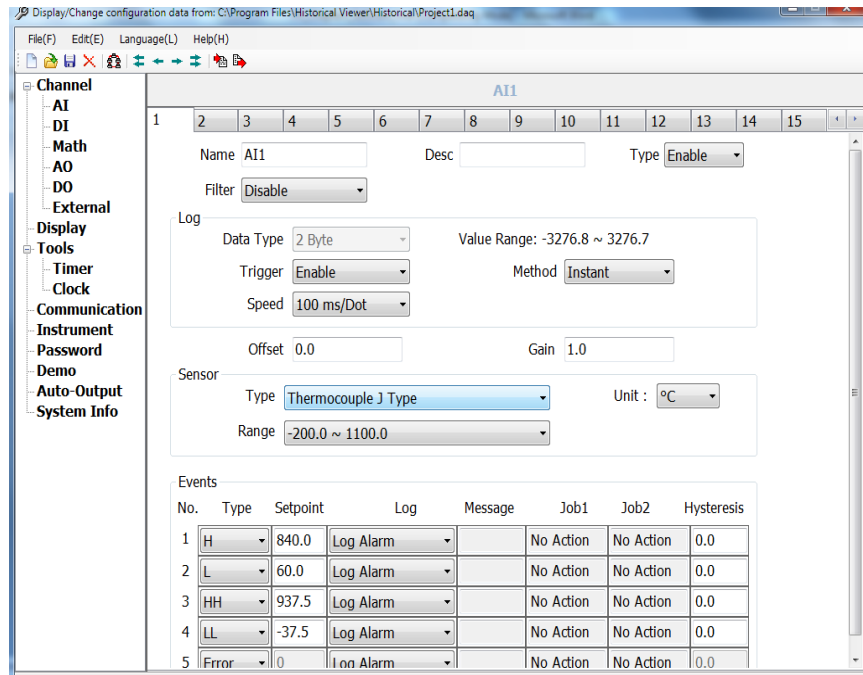 Display/Change configuration data from: C:\Program Files\Historical Viewer\Historical\Project1.daq
File(F) Edit(E) Language(L) Help(H)
Channel
AI
DI
Math
AO
DO
External
Display
Tools
Timer
Clock
Communication
Instrument
Password
Demo
Auto-Output
System Info
AI1
1 2 3 4 5 6 7 8 9 10 11 12 13 14 15
Name AI1 Desc Type Enable
Filter Disable
Log
Data Type 2 Byte Value Range: -3276.8 ~ 3276.7
Trigger Enable Method Instant
Speed 100 ms/Dot
Offset 0.0 Gain 1.0
Sensor
Type Thermocouple J Type Unit : ºC
Range -200.0 ~ 1100.0
Events
No. Type Setpoint Log Message Job1 Job2 Hysteresis
1 H 840.0 Log Alarm No Action No Action 0.0
2 L 60.0 Log Alarm No Action No Action 0.0
3 HH 937.5 Log Alarm No Action No Action 0.0
4 LL -37.5 Log Alarm No Action No Action 0.0
5 Error 0 Log Alarm No Action No Action 0.0